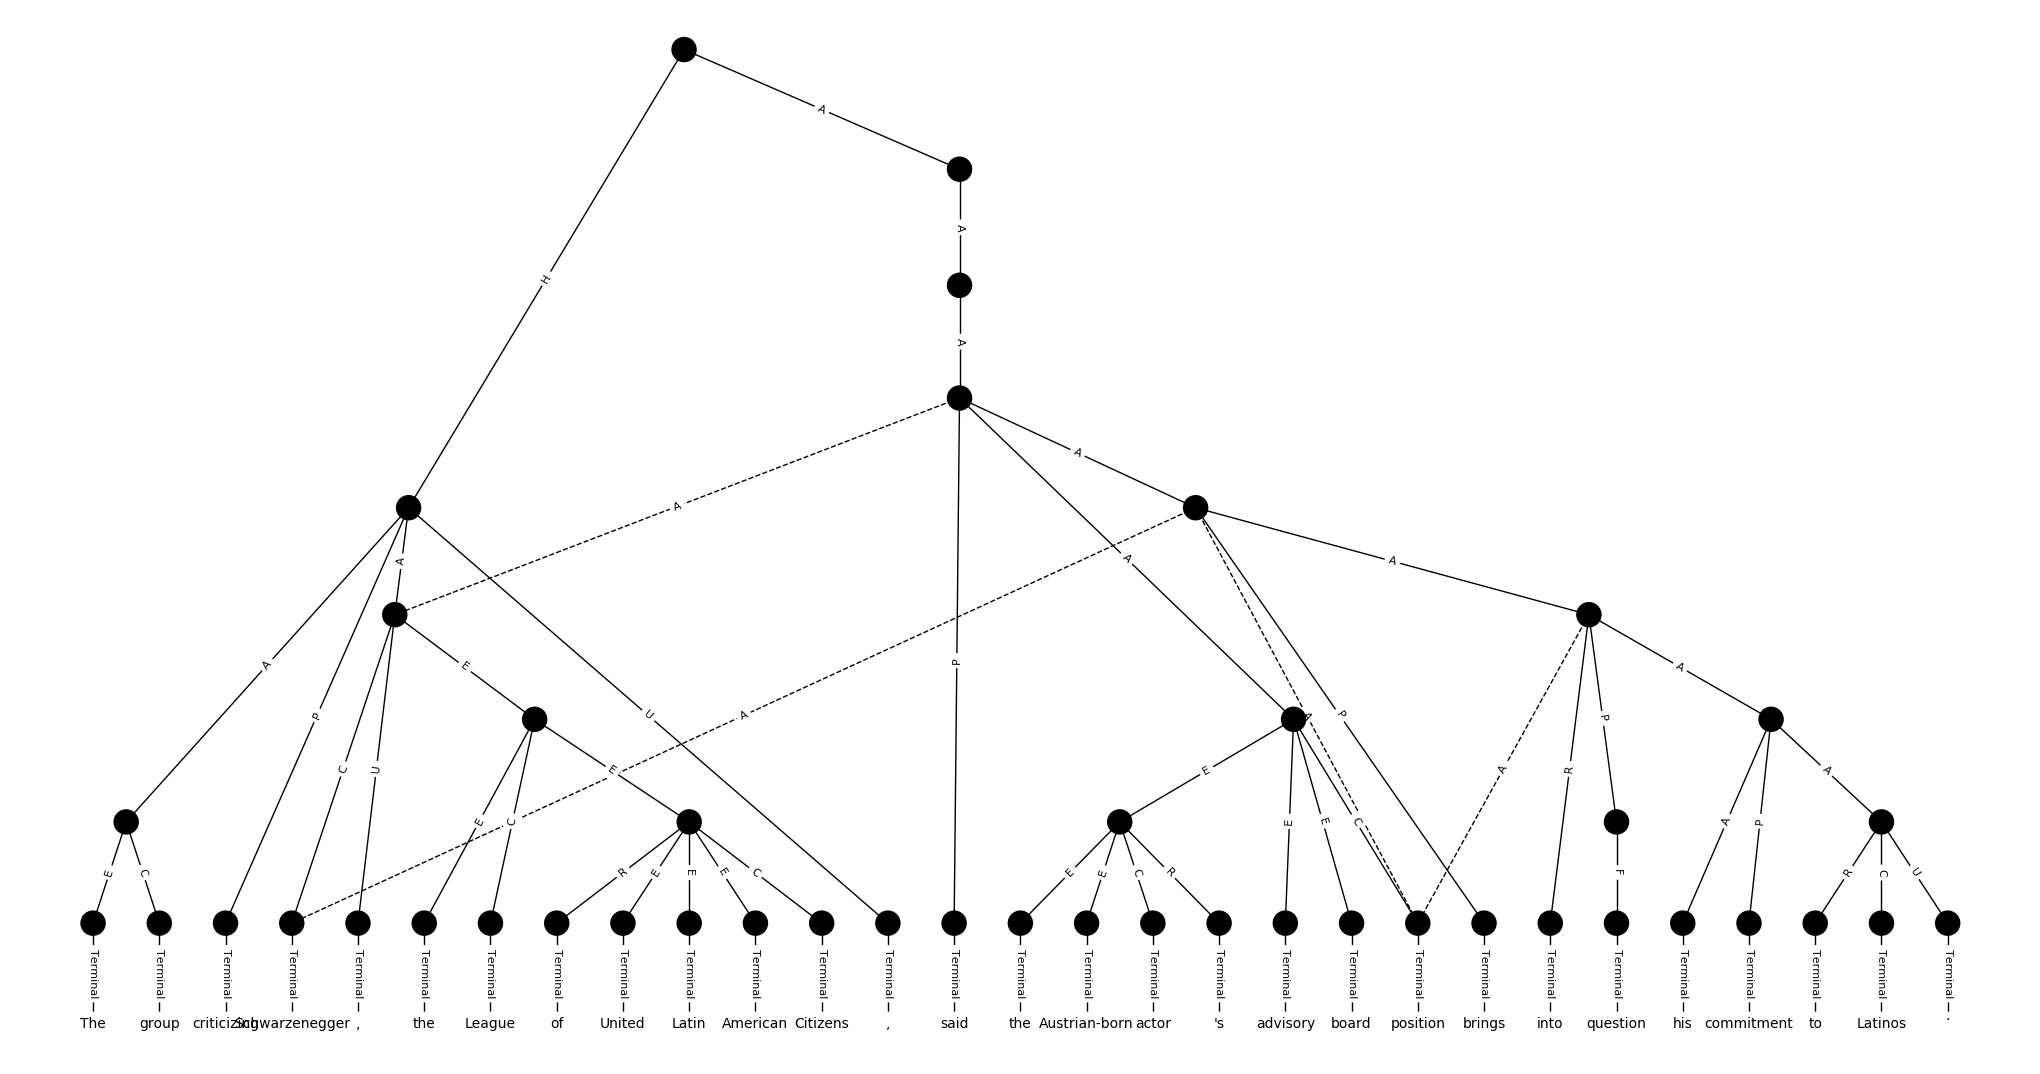 A
A
H
A
A
A
A
A
A
A
E
A
P
U
A
P
A
A
P
P
C
U
E
E
A
R
A
E
C
E
E
C
A
P
E
C
R
E
E
E
C
E
E
C
R
F
R
C
U
Terminal Terminal Terminal Terminal Terminal Terminal Terminal Terminal Terminal Terminal Terminal Terminal Terminal Terminal Terminal Terminal Terminal Terminal Terminal Terminal Terminal Terminal Terminal Terminal Terminal Terminal Terminal Terminal Terminal
The group criticizing Schwarzenegger , the League of United Latin American Citizens , said the Austrian-born actor 's advisory board position brings into question his commitment to Latinos .